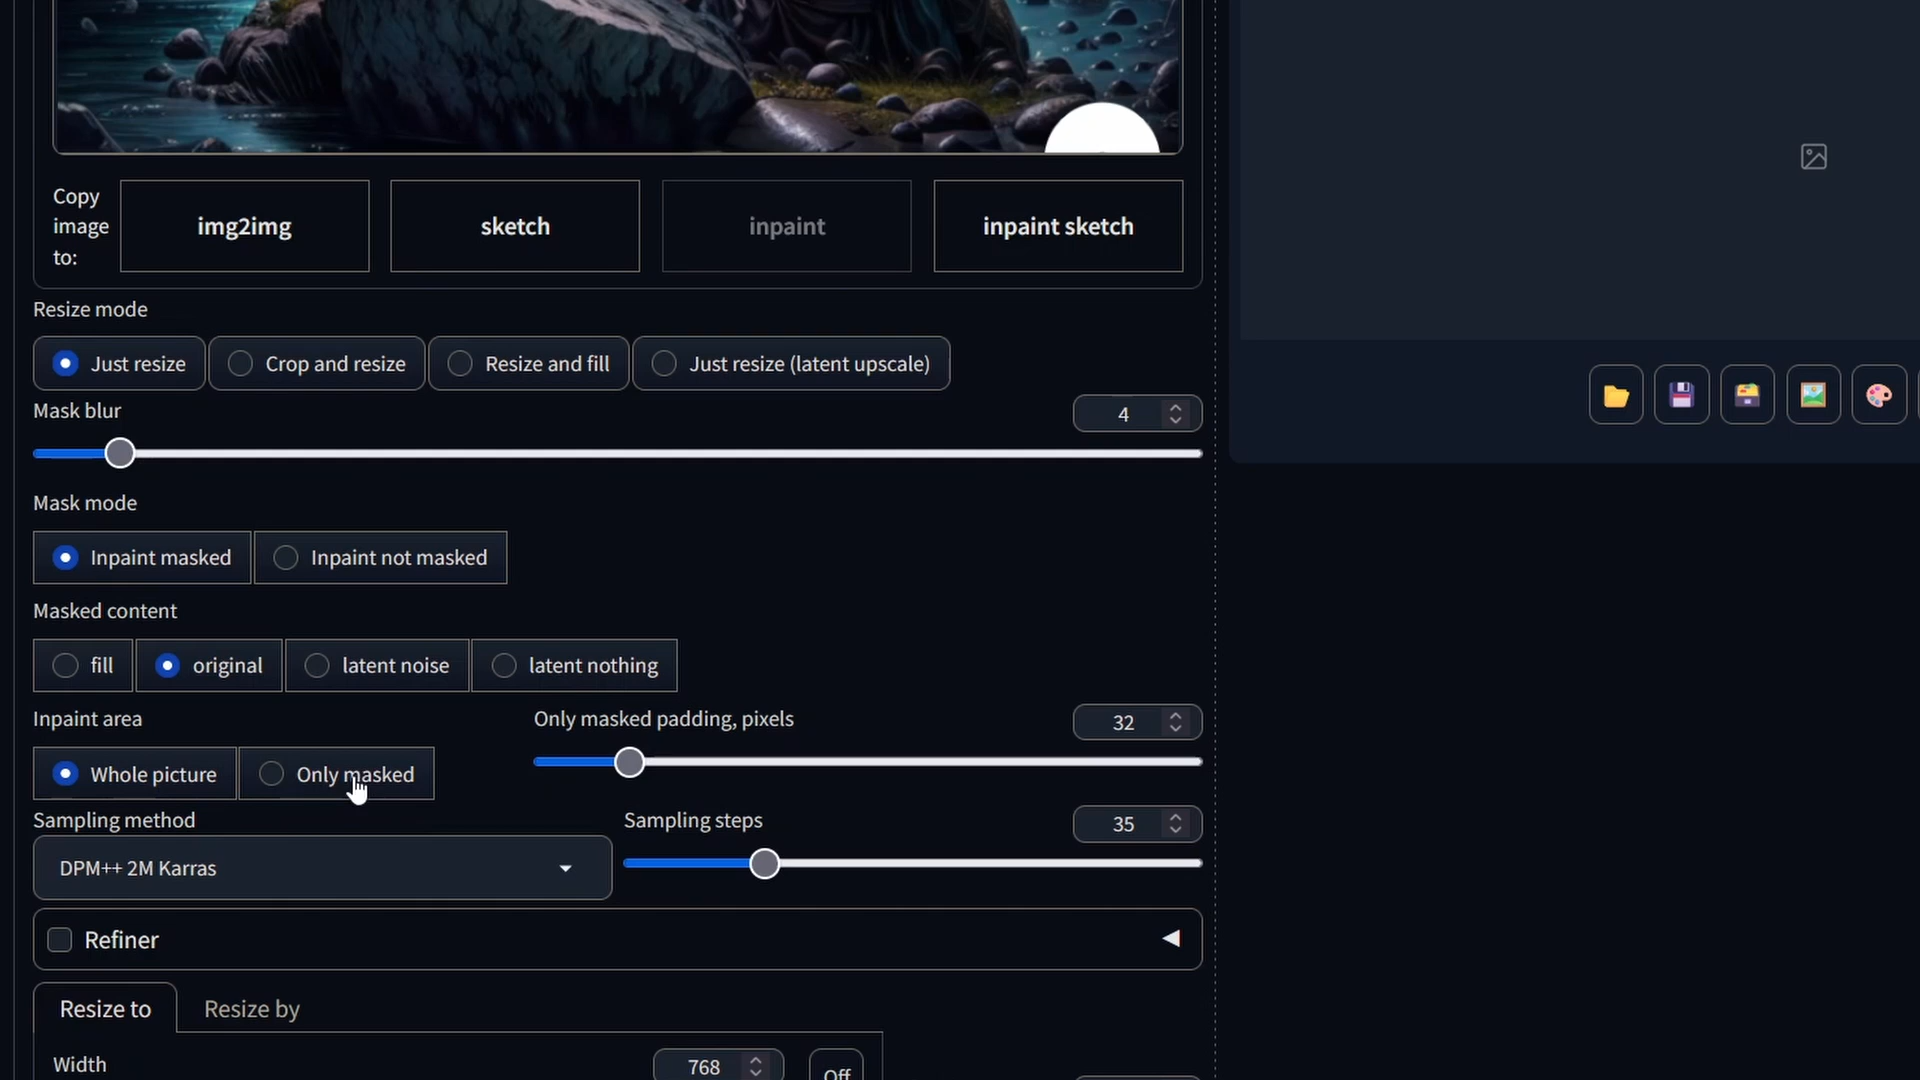 Copy
image
to:
img2img
sketch
inpaint
inpaint sketch
Resize mode
Just resize
Crop and resize
Resize and fill
Just resize (latent upscale)
Mask blur
4
Mask mode
Inpaint masked
Inpaint not masked
Masked content
fill
original
latent noise
latent nothing
Inpaint area
Only masked padding, pixels
32
Whole picture
Only masked
Sampling method
Sampling steps
35
DPM++ 2M Karras
Refiner
Resize to
Resize by
Width
768
Off